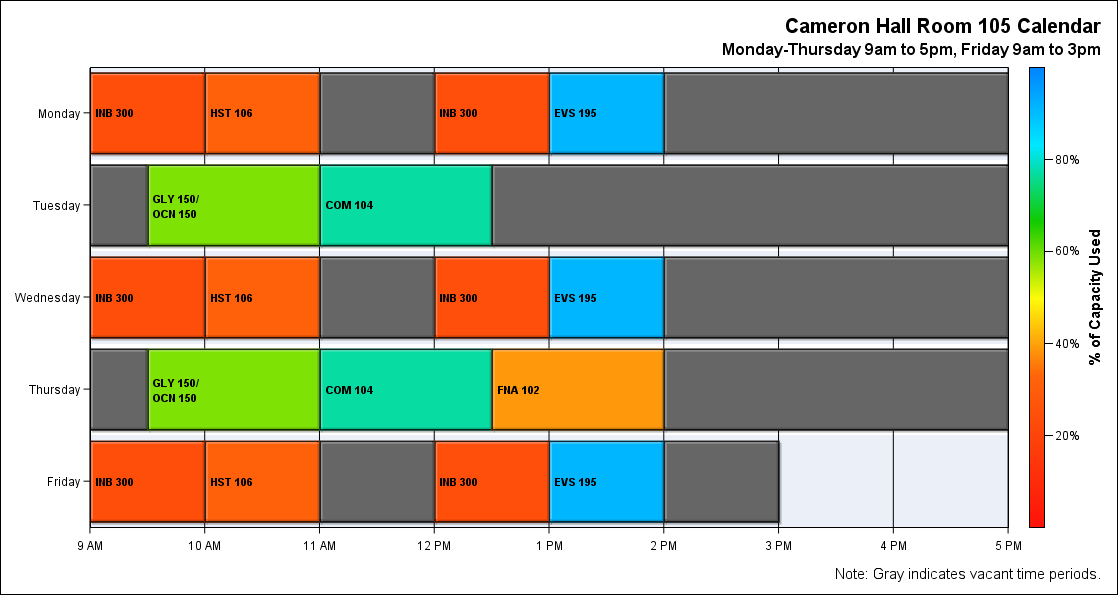 Cameron Hall Room 105 Calendar
Monday-Thursday 9am to 5pm, Friday 9am to 3pm
Monday
INB 300
HST 106
INB 300
EVS 195
Tuesday
GLY 150/
OCN 150
COM 104
Wednesday
INB 300
HST 106
INB 300
EVS 195
Thursday
GLY 150/
OCN 150
COM 104
FNA 102
Friday
INB 300
HST 106
INB 300
EVS 195
9 AM
10 AM
11 AM
12 PM
1 PM
2 PM
3 PM
4 PM
5 PM
80%
60%
40%
20%
% of Capacity Used
Note: Gray indicates vacant time periods.